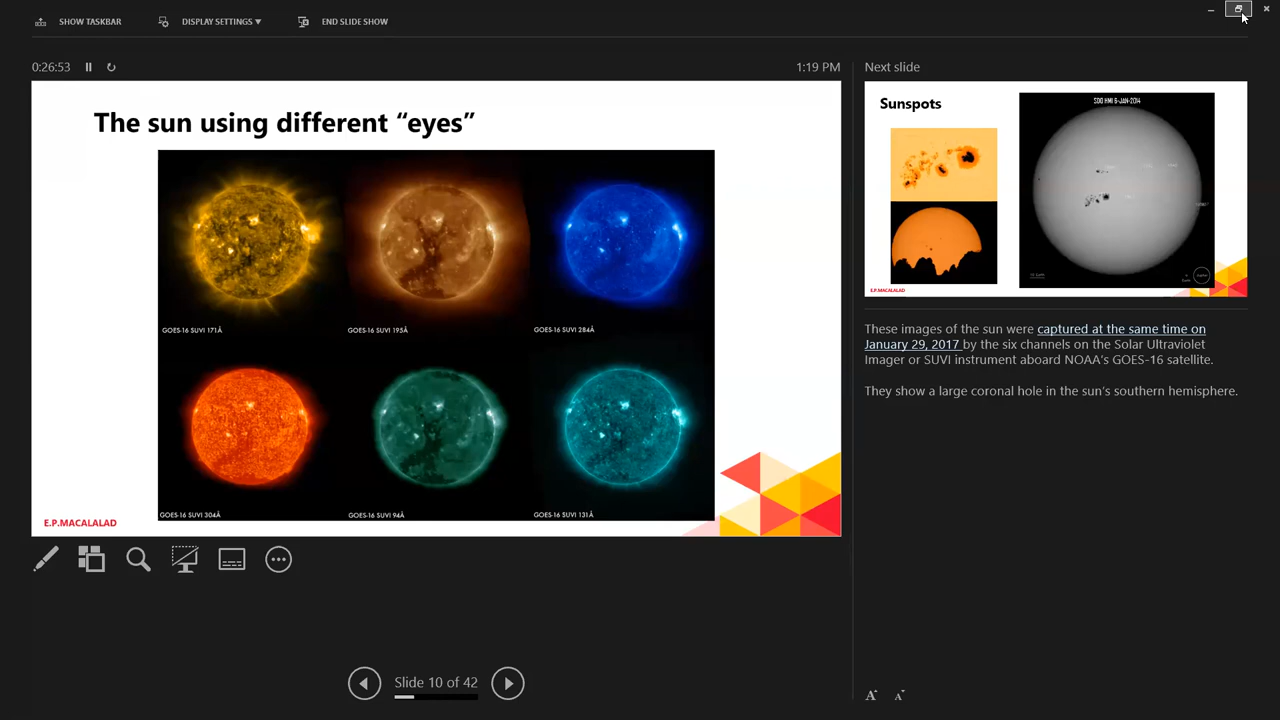 SHOW TASKBAR
DISPLAY SETTINGS
END SLIDE SHOW
0:26:53
1:19 PM
The sun using different “eyes”
GOES-16 SUVI 171Å
GOES-16 SUVI 195Å
GOES-16 SUVI 284Å
GOES-16 SUVI 304Å
GOES-16 SUVI 94Å
GOES-16 SUVI 131Å
E.P.MACALALAD
Slide 10 of 42
Next slide
Sunspots
SDO HMI 6-JAN-2014
E.P.MACALALAD
These images of the sun were captured at the same time on
January 29, 2017 by the six channels on the Solar Ultraviolet
Imager or SUVI instrument aboard NOAA's GOES-16 satellite.
They show a large coronal hole in the sun's southern hemisphere.
A
A